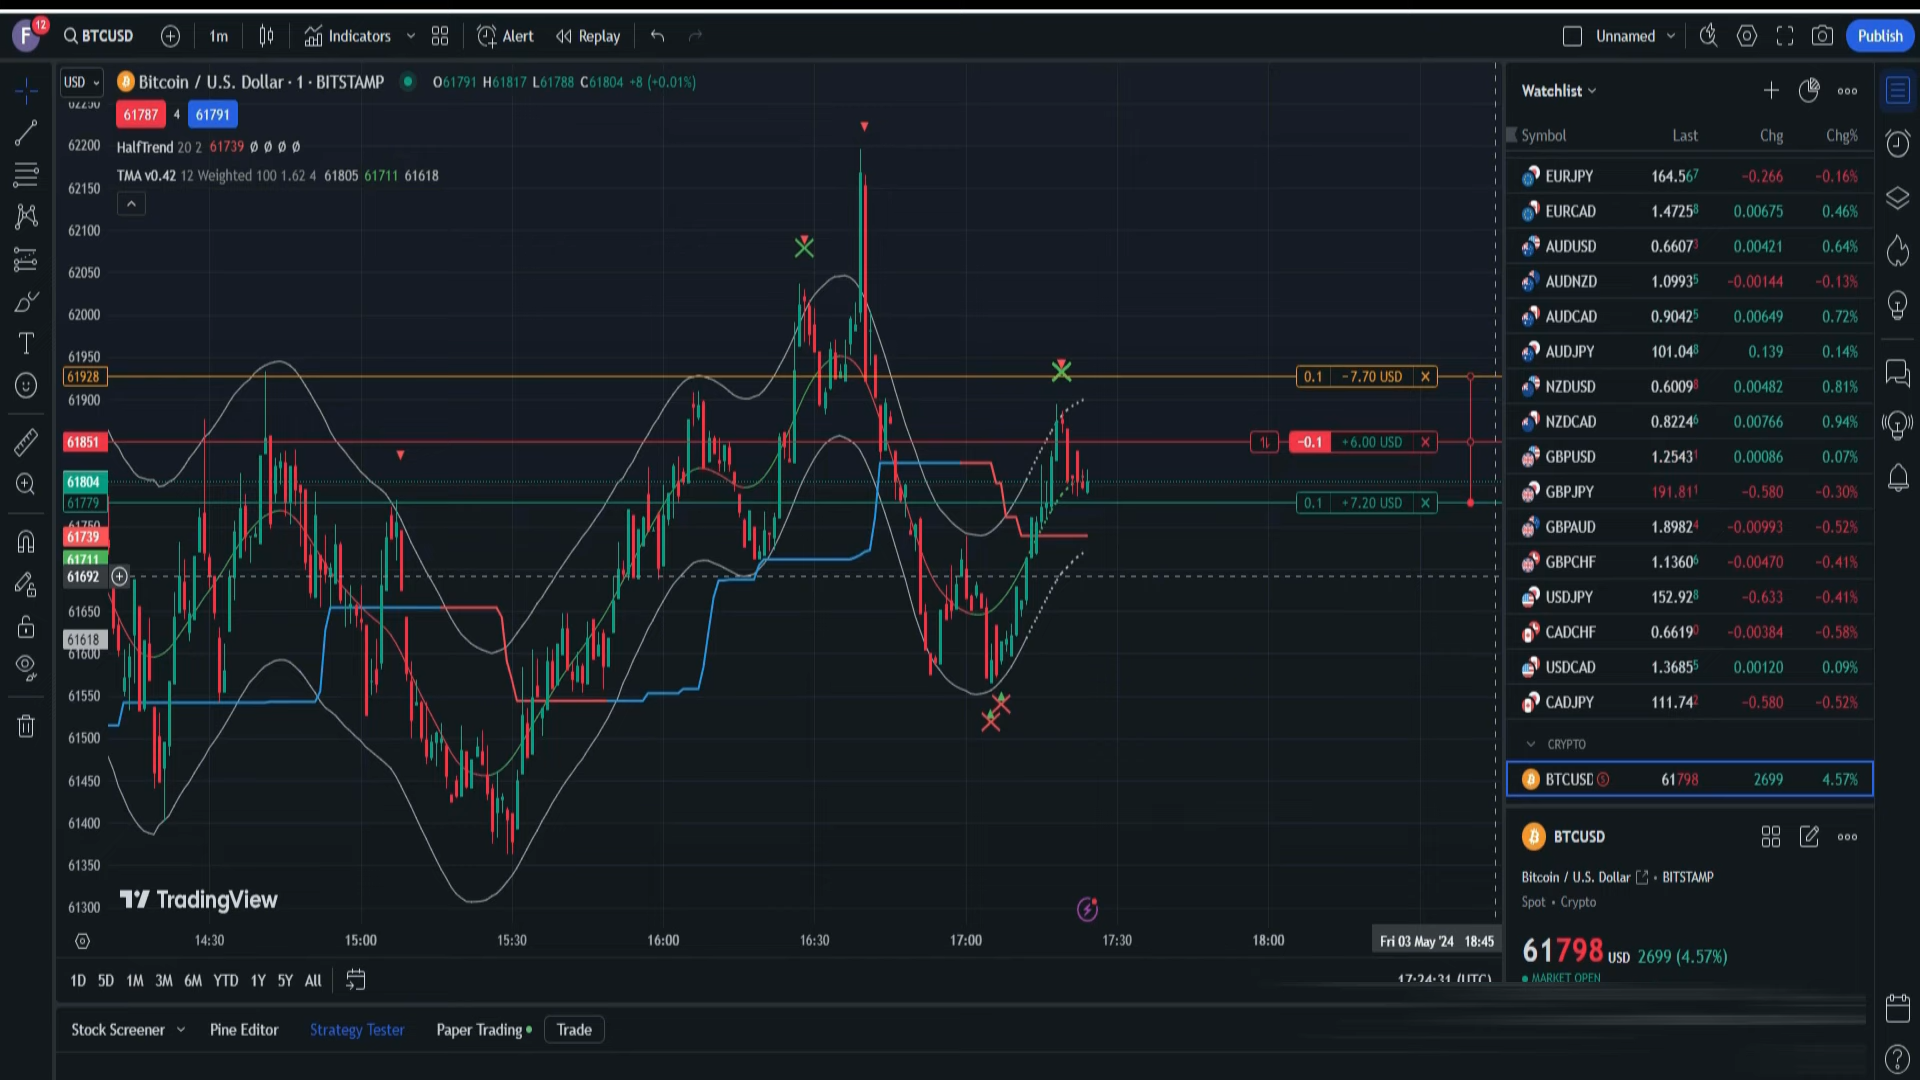 F 12 BTCUSD 1m Indicators Alert Replay Unnamed Publish
USD Bitcoin / U.S. Dollar · 1 · BITSTAMP O61791 H61817 L61788 C61804 +8 (+0.01%)
61787 4 61791
HalfTrend 20 2 61739 Ø Ø Ø Ø
TMA v0.42 12 Weighted 100 1.62 4 61805 61711 61618
62250
62200
62150
62100
62050
62000
61950
61928
61900
61851
61804
61779
61750
61739
61711
61692
61650
61618
61600
61550
61500
61450
61400
61350
61300
0.1 −7.70 USD
-0.1 +6.00 USD
0.1 +7.20 USD
TradingView
14:30 15:00 15:30 16:00 16:30 17:00 17:30 18:00 Fri 03 May '24 18:45
1D 5D 1M 3M 6M YTD 1Y 5Y All 17:24:31 (UTC)
Stock Screener Pine Editor Strategy Tester Paper Trading Trade
Watchlist
Symbol Last Chg Chg%
EURJPY 164.567 −0.266 −0.16%
EURCAD 1.47258 0.00675 0.46%
AUDUSD 0.66073 0.00421 0.64%
AUDNZD 1.09935 −0.00144 −0.13%
AUDCAD 0.90425 0.00649 0.72%
AUDJPY 101.048 0.139 0.14%
NZDUSD 0.60098 0.00482 0.81%
NZDCAD 0.82246 0.00766 0.94%
GBPUSD 1.25431 0.00086 0.07%
GBPJPY 191.811 −0.580 −0.30%
GBPAUD 1.89824 −0.00993 −0.52%
GBPCHF 1.13606 −0.00470 −0.41%
USDJPY 152.928 −0.633 −0.41%
CADCHF 0.66190 −0.00384 −0.58%
USDCAD 1.36855 0.00120 0.09%
CADJPY 111.742 −0.580 −0.52%
CRYPTO
BTCUSD 61798 2699 4.57%
BTCUSD
Bitcoin / U.S. Dollar • BITSTAMP
Spot • Crypto
61798 USD 2699 (4.57%)
MARKET OPEN